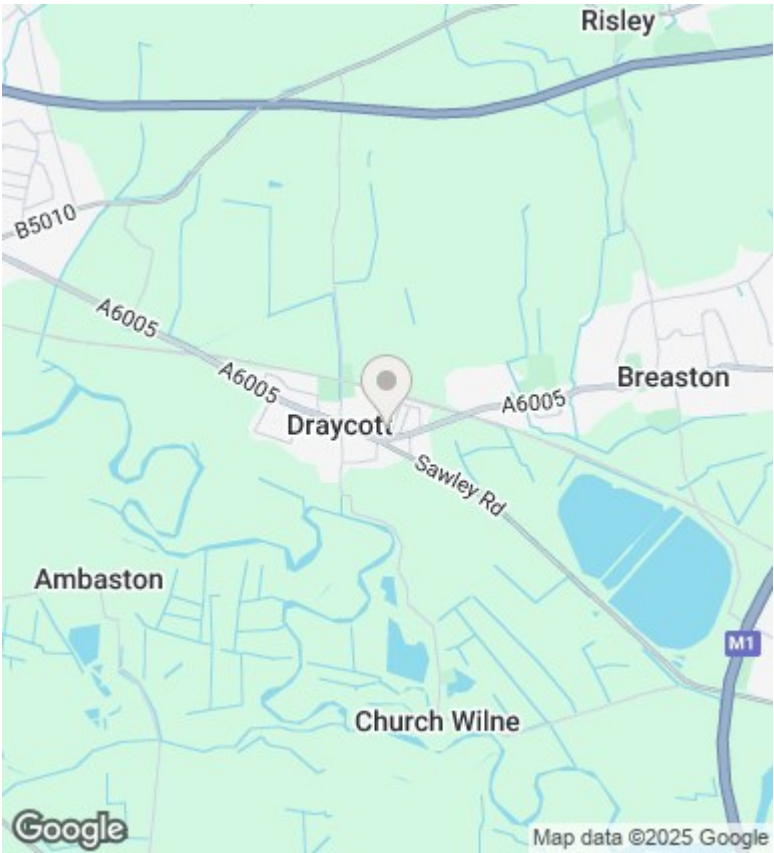 Risley
B5010
A6005
A6005
Breaston
A6005
Draycott
Sawley Rd
Ambaston
M1
Church Wilne
Google
Map data ©2025 Google